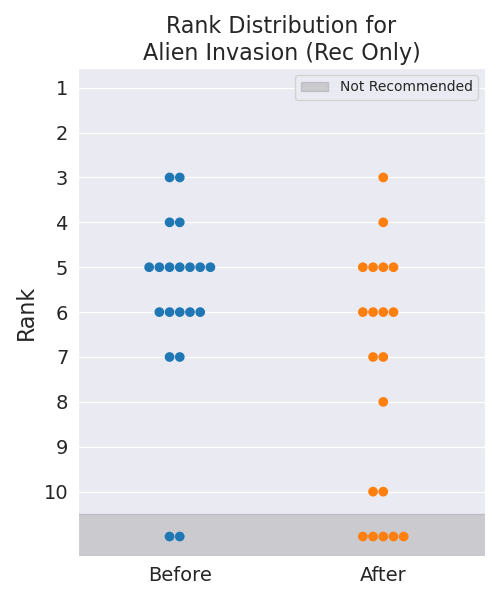 Rank Distribution for
Alien Invasion (Rec Only)
Not Recommended
1
2
3
4
5
6
7
8
9
10
Rank
Before
After